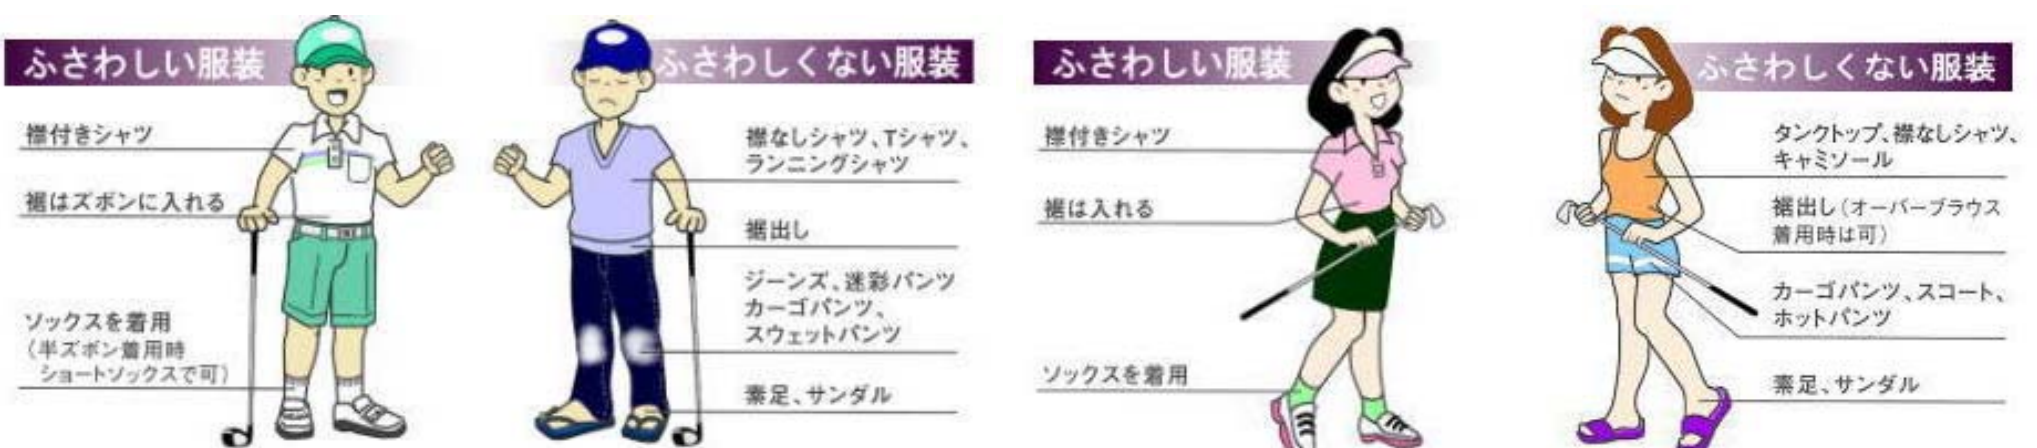 ふさわしい服装
襟付きシャツ
裾はズボンに入れる
ソックスを着用
(半ズボン着用時
ショートソックスで可)
ふさわしくない服装
襟なしシャツ、Tシャツ、
ランニングシャツ
裾出し
ジーンズ、迷彩パンツ
カーゴパンツ、
スウェットパンツ
素足、サンダル
ふさわしい服装
襟付きシャツ
裾は入れる
ソックスを着用
ふさわしくない服装
タンクトップ、襟なしシャツ、
キャミソール
裾出し(オーバーブラウス
着用時は可)
カーゴパンツ、スコート、
ホットパンツ
素足、サンダル